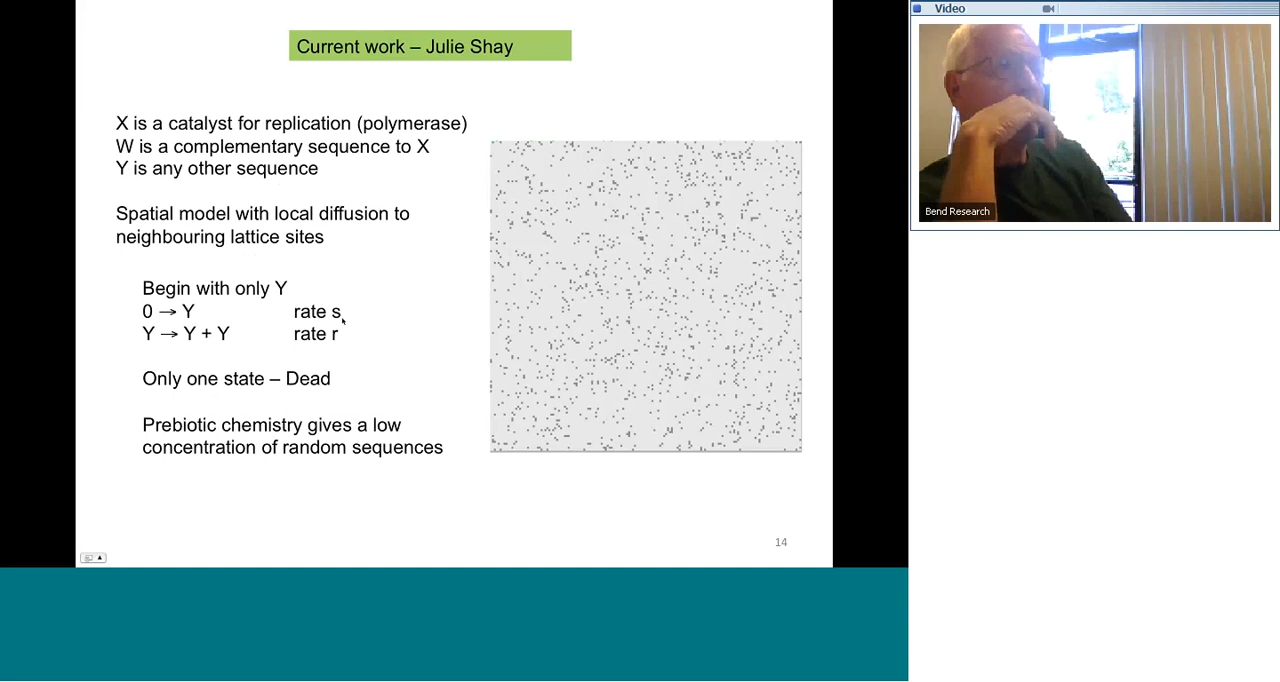 Current work – Julie Shay
X is a catalyst for replication (polymerase)
W is a complementary sequence to X
Y is any other sequence
Spatial model with local diffusion to
neighbouring lattice sites
Begin with only Y
0 → Y rate s
Y → Y + Y rate r
Only one state – Dead
Prebiotic chemistry gives a low
concentration of random sequences
14
Video
Bend Research